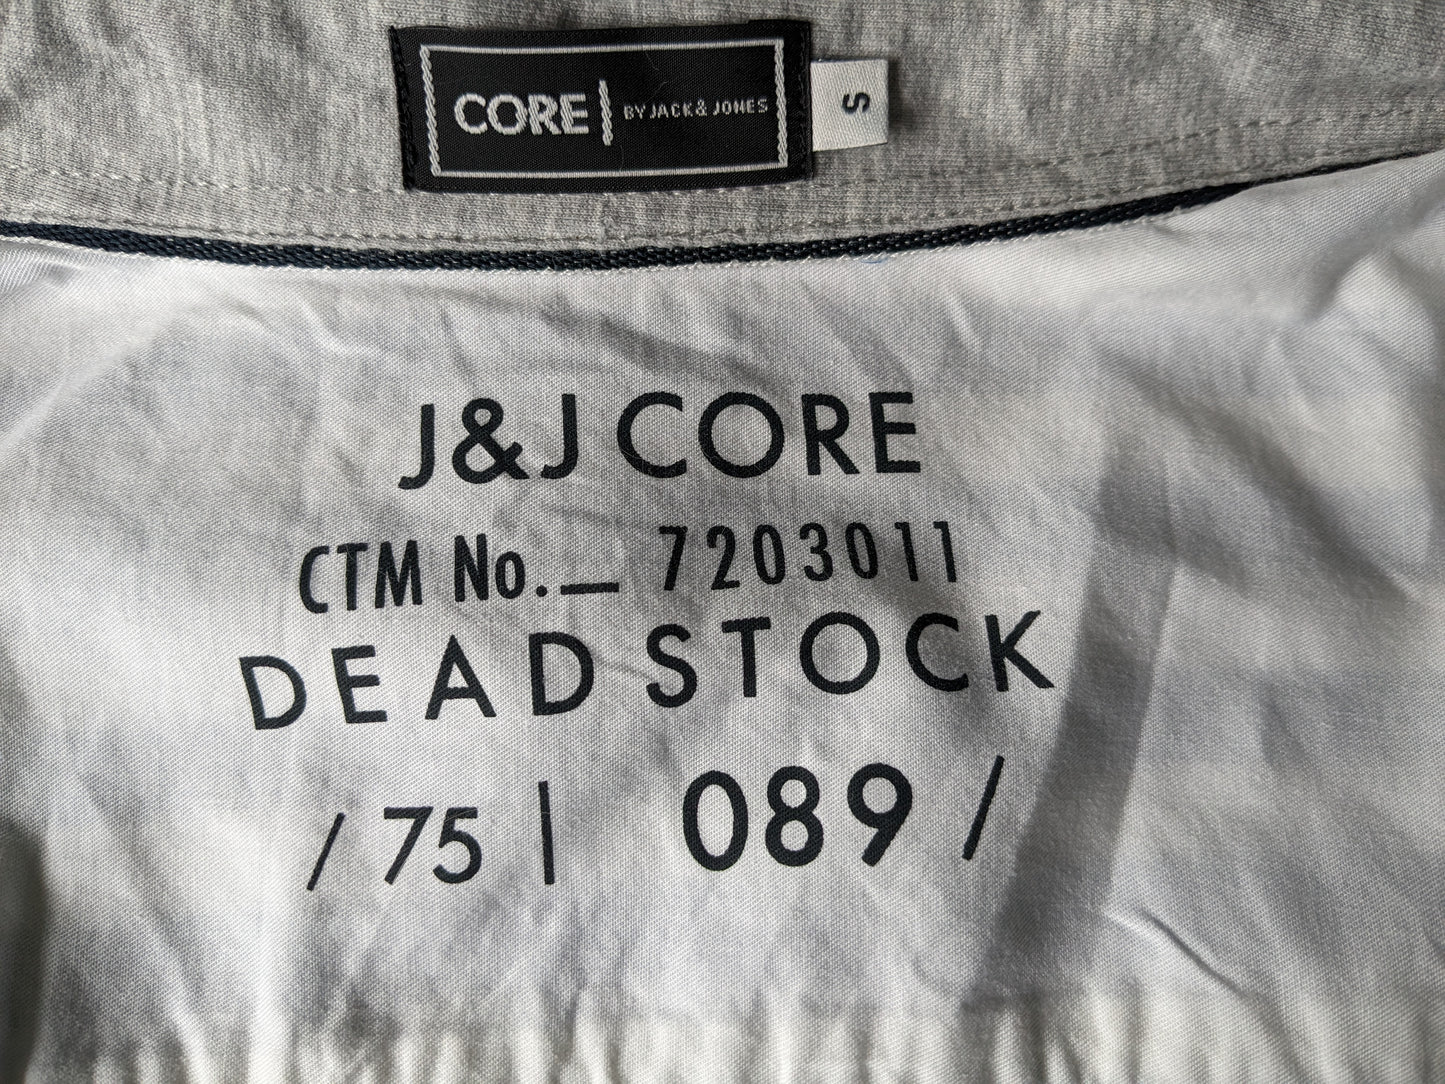 CORE| BY JACK & JONES
S
J&J CORE
CTM No._ 7203011
DEAD STOCK
/ 75 | 089 /